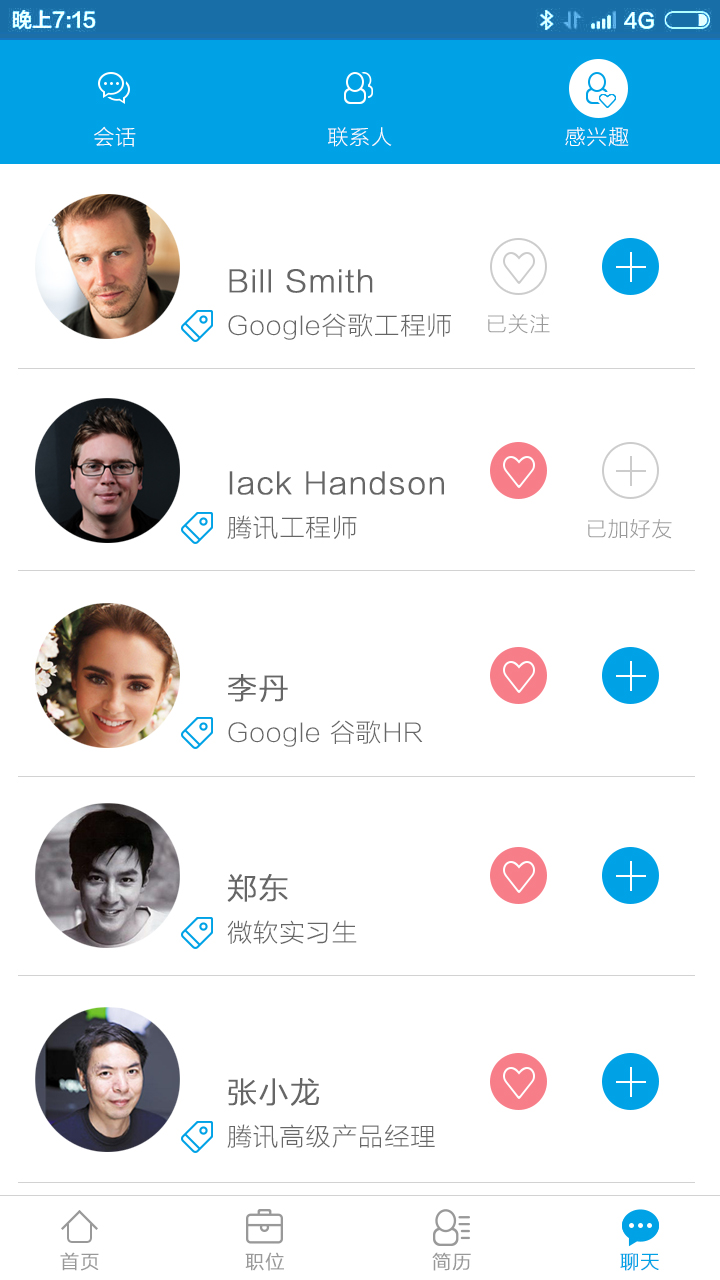 晚上7:15 4G
会话 联系人 感兴趣
Bill Smith
Google谷歌工程师 已关注
Iack Handson
腾讯工程师 已加好友
李丹
Google 谷歌HR
郑东
微软实习生
张小龙
腾讯高级产品经理
首页 职位 简历 聊天